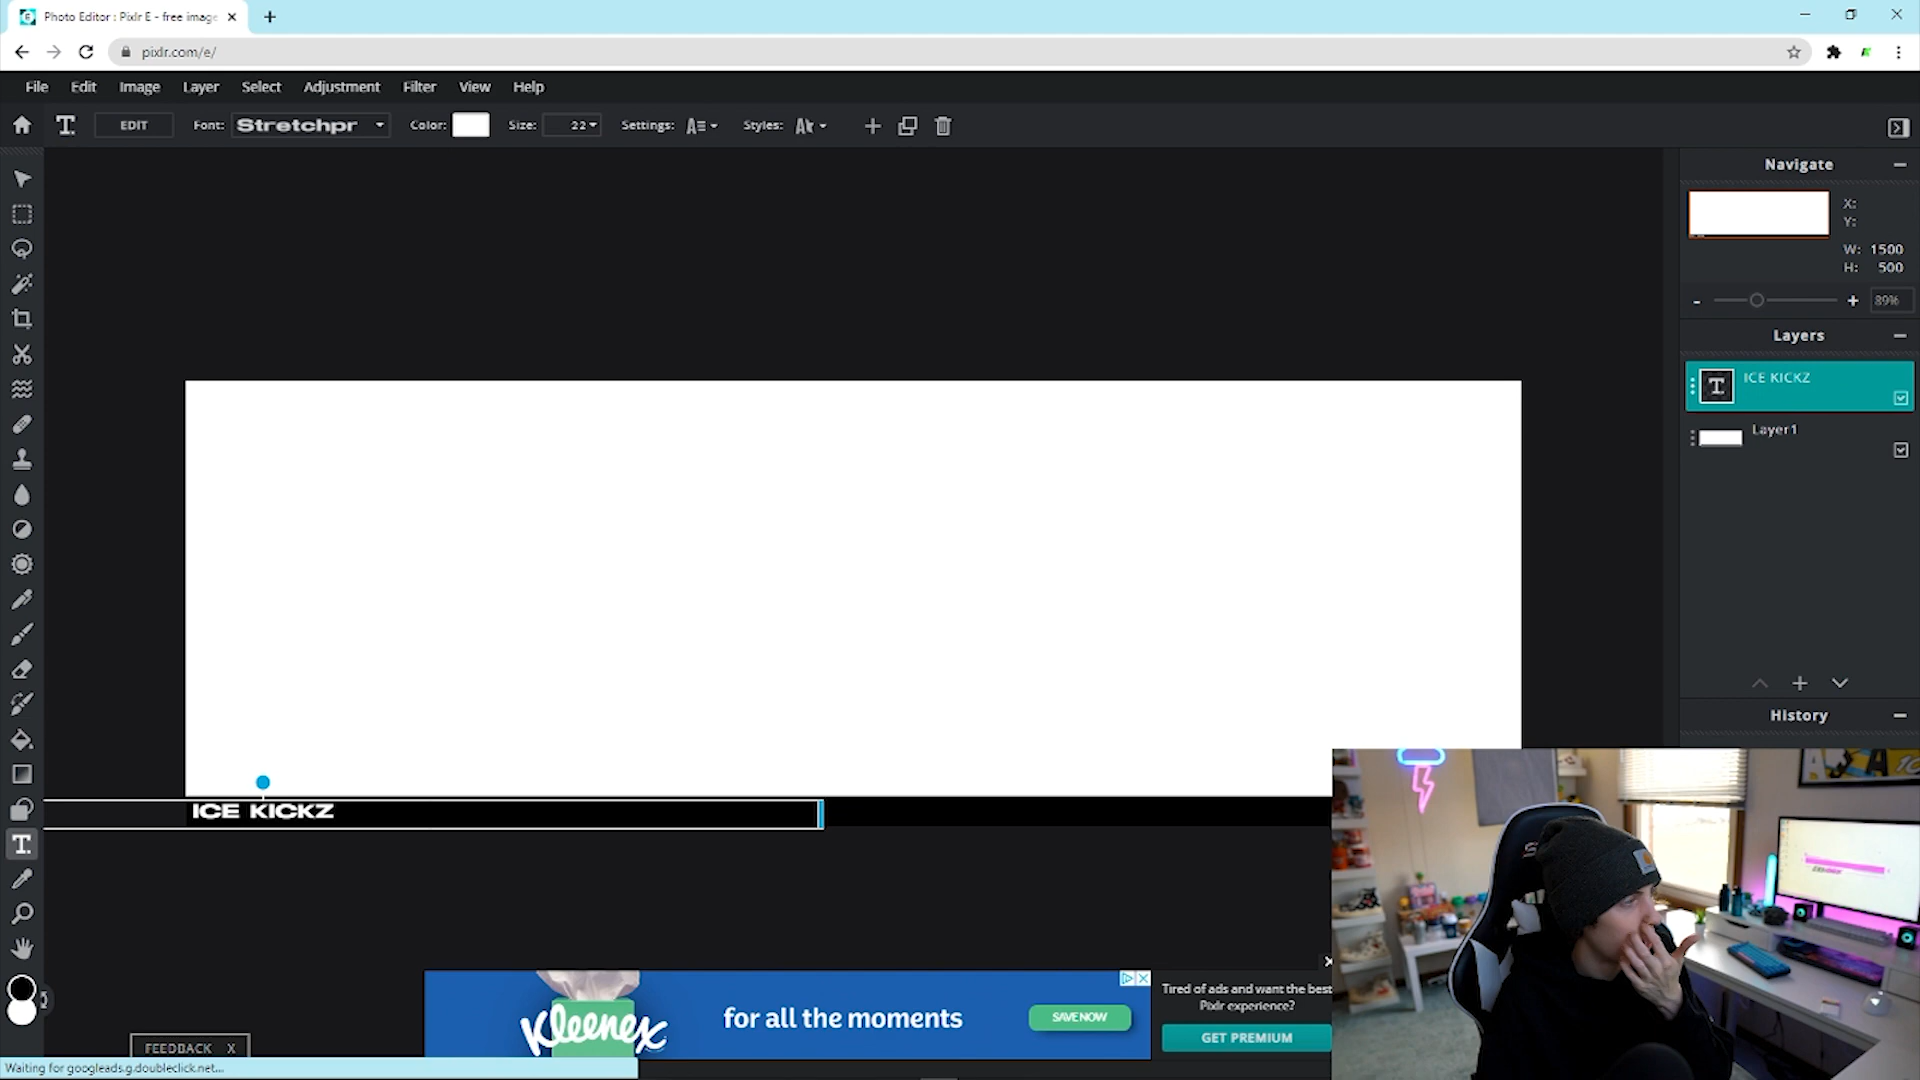 Photo Editor : Pixlr E - free image
pixlr.com/e/
File Edit Image Layer Select Adjustment Filter View Help
EDIT Font: Stretchpr Color: Size: 22 Settings: Styles:
Navigate
X:
Y:
W: 1500
H: 500
- + 89%
Layers
ICE KICKZ
Layer1
History
ICE KICKZ
Kleenex for all the moments SAVE NOW
Tired of ads and want the best
Pixlr experience?
GET PREMIUM
FEEDBACK X
Waiting for googleads.g.doubleclick.net...